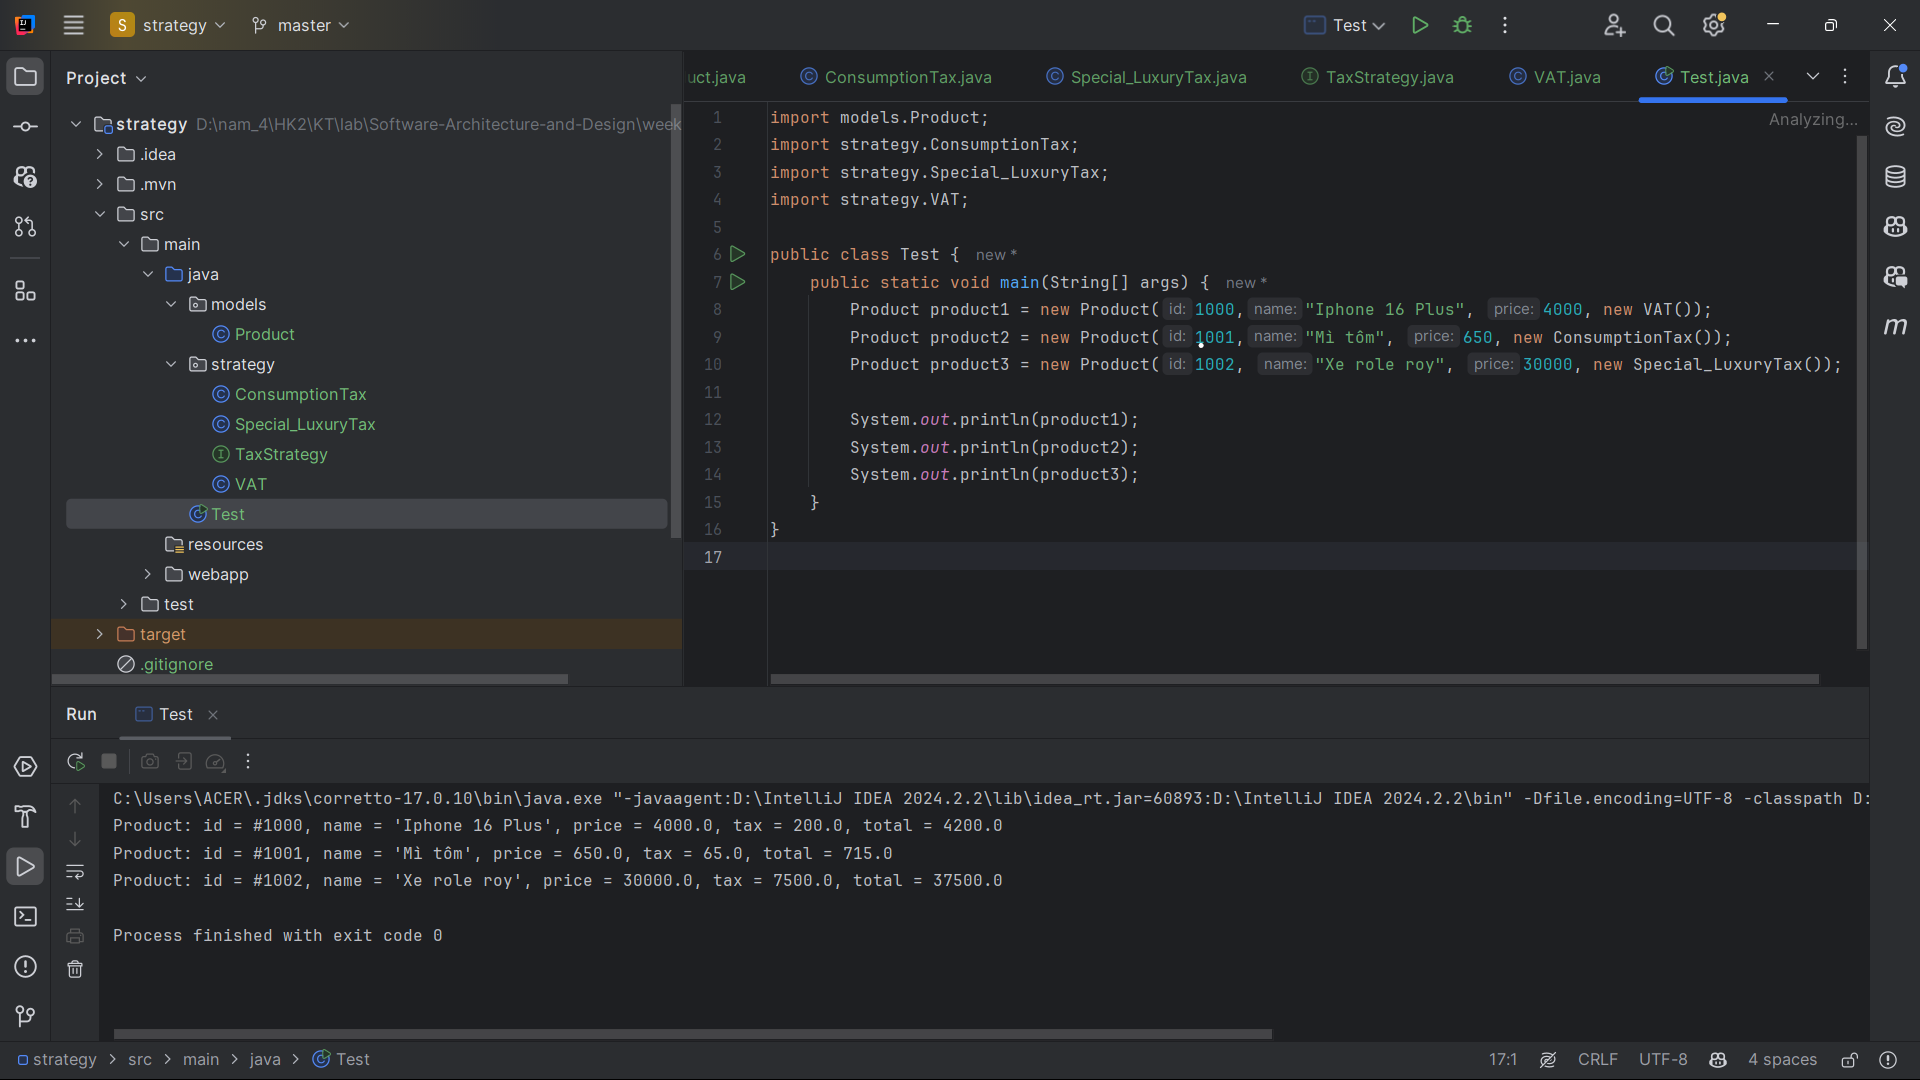 S strategy master Test
Project
strategy D:\nam_4\HK2\KT\lab\Software-Architecture-and-Design\week
.idea
.mvn
src
main
java
models
Product
strategy
ConsumptionTax
Special_LuxuryTax
TaxStrategy
VAT
Test
resources
webapp
test
target
.gitignore
uct.java ConsumptionTax.java Special_LuxuryTax.java TaxStrategy.java VAT.java Test.java
Analyzing...
1 import models.Product;
2 import strategy.ConsumptionTax;
3 import strategy.Special_LuxuryTax;
4 import strategy.VAT;
5
6 public class Test { new *
7 public static void main(String[] args) { new *
8 Product product1 = new Product( id: 1000, name: "Iphone 16 Plus", price: 4000, new VAT());
9 Product product2 = new Product( id: 1001, name: "Mì tôm", price: 650, new ConsumptionTax());
10 Product product3 = new Product( id: 1002, name: "Xe role roy", price: 30000, new Special_LuxuryTax());
11
12 System.out.println(product1);
13 System.out.println(product2);
14 System.out.println(product3);
15 }
16 }
17
Run Test
C:\Users\ACER\.jdks\corretto-17.0.10\bin\java.exe "-javaagent:D:\IntelliJ IDEA 2024.2.2\lib\idea_rt.jar=60893:D:\IntelliJ IDEA 2024.2.2\bin" -Dfile.encoding=UTF-8 -classpath D:
Product: id = #1000, name = 'Iphone 16 Plus', price = 4000.0, tax = 200.0, total = 4200.0
Product: id = #1001, name = 'Mì tôm', price = 650.0, tax = 65.0, total = 715.0
Product: id = #1002, name = 'Xe role roy', price = 30000.0, tax = 7500.0, total = 37500.0
Process finished with exit code 0
strategy > src > main > java > Test
17:1 CRLF UTF-8 4 spaces